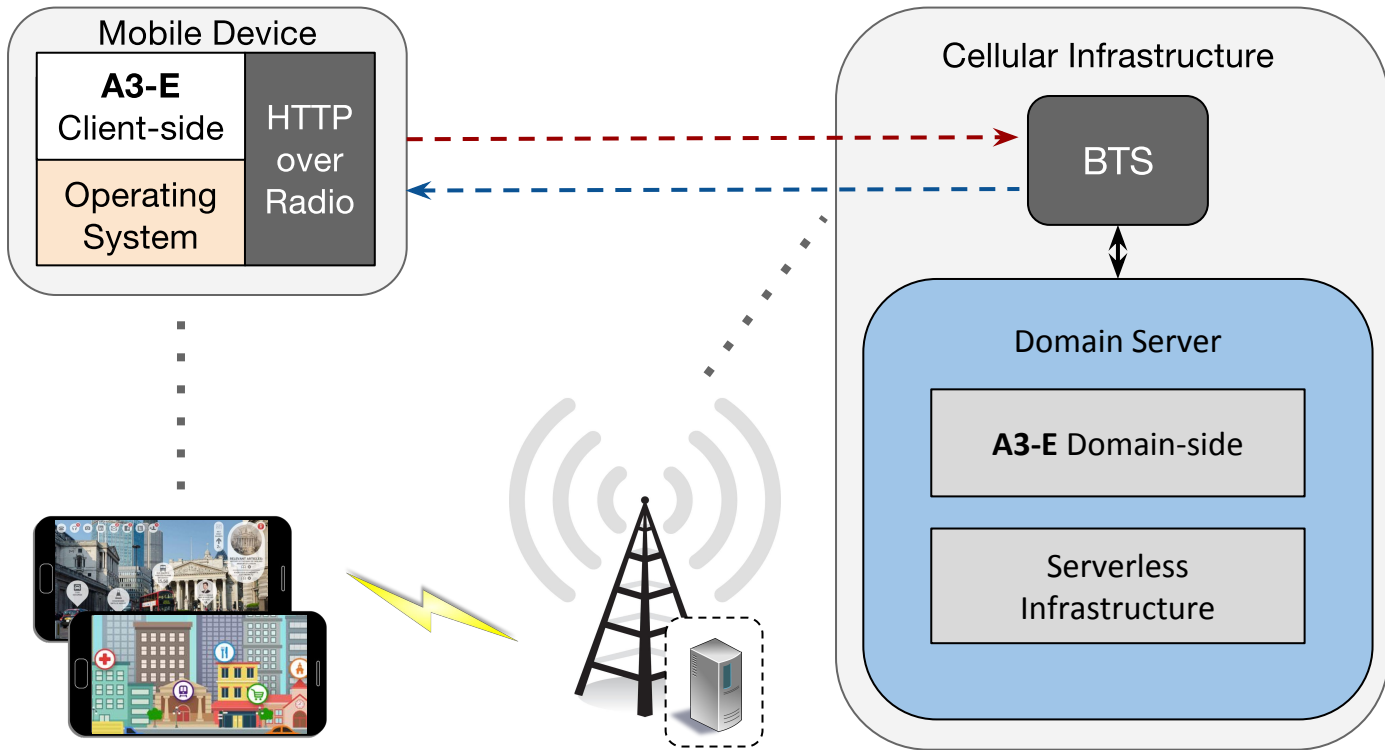 Mobile Device
A3-E
Client-side
Operating
System
HTTP
over
Radio
Cellular Infrastructure
BTS
Domain Server
A3-E Domain-side
Serverless
Infrastructure